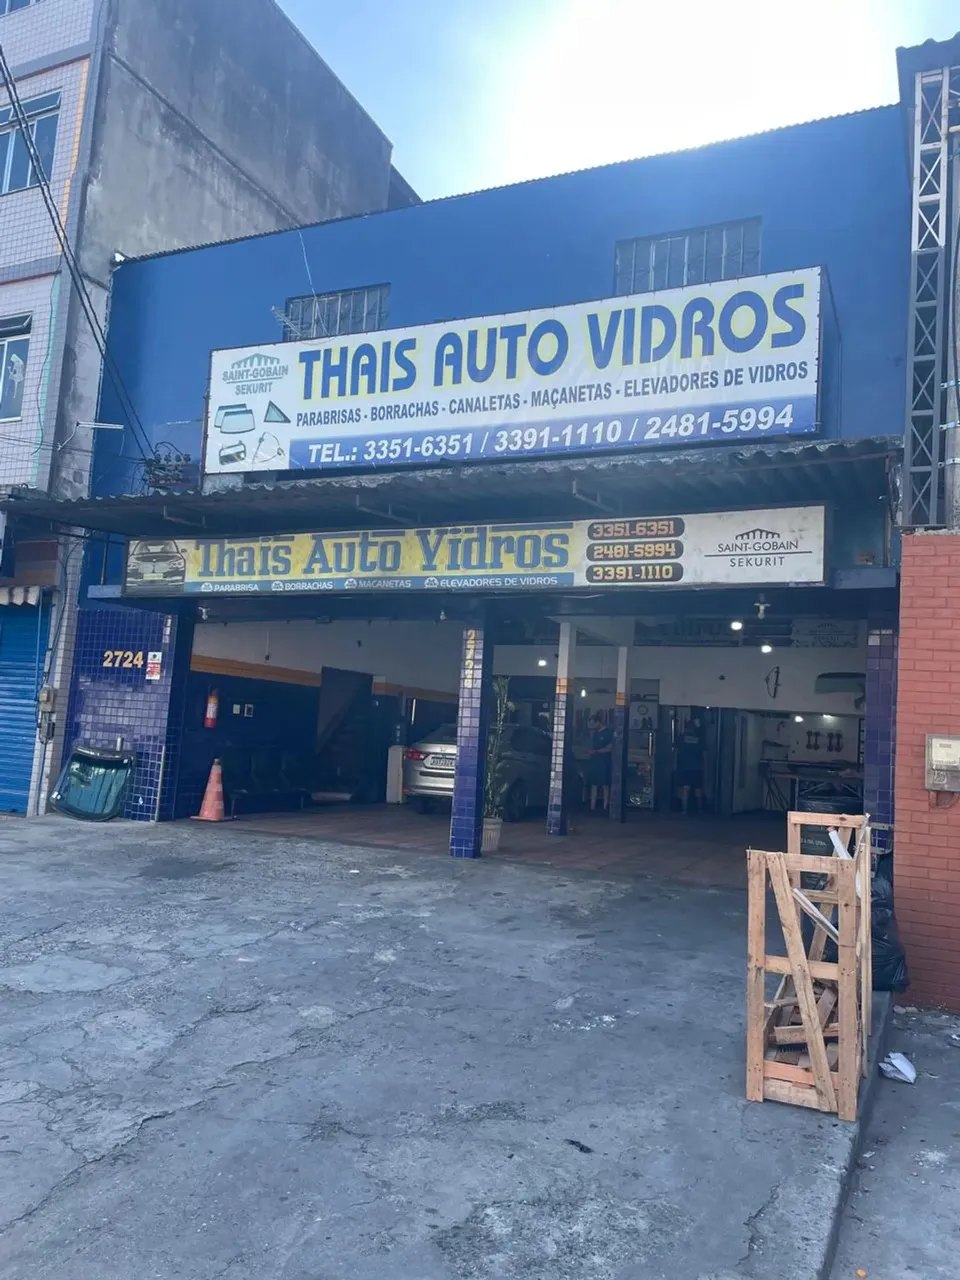 SAINT-GOBAIN
SEKURIT
THAIS AUTO VIDROS
PARABRISAS - BORRACHAS - CANALETAS - MAÇANETAS - ELEVADORES DE VIDROS
TEL.: 3351-6351 / 3391-1110 / 2481-5994
Thais Auto Vidros
PARABRISA BORRACHAS MAÇANETAS ELEVADORES DE VIDROS
3351-6351
2481-5994
3391-1110
SAINT-GOBAIN
SEKURIT
2724
2724